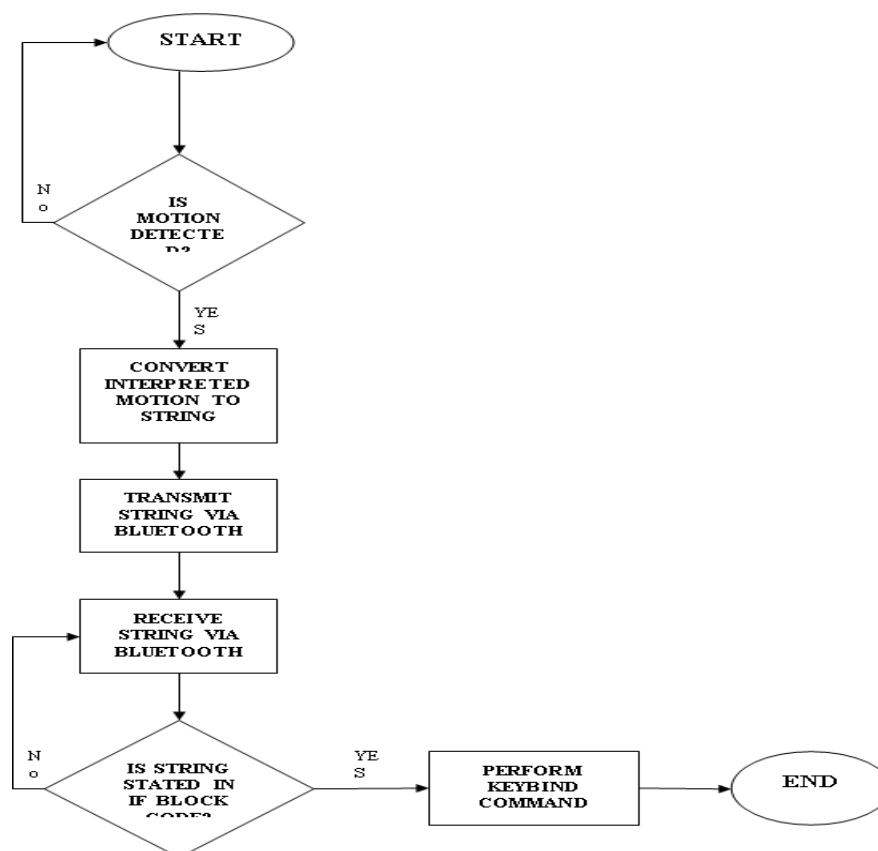 START
N
o
IS
MOTION
DETECTE
D?
YE
S
CONVERT
INTERPRETED
MOTION TO
STRING
TRANSMIT
STRING VIA
BLUETOOTH
RECEIVE
STRING VIA
BLUETOOTH
N
o
IS STRING
STATED IN
IF BLOCK
CODE?
YE
S
PERFORM
KEYBIND
COMMAND
END